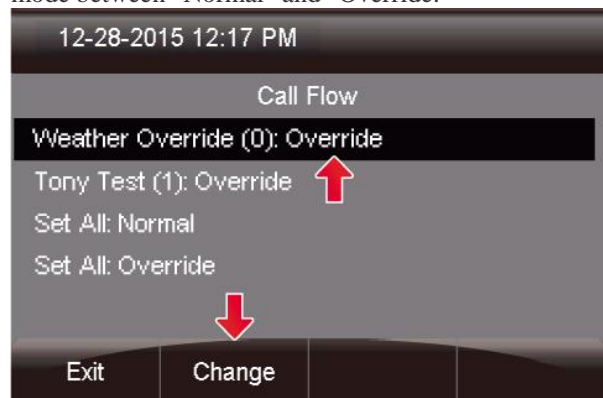 mode between "Normal" and "Override.
12-28-2015 12:17 PM
Call Flow
Weather Override (0): Override
Tony Test (1): Override
Set All: Normal
Set All: Override
Exit Change